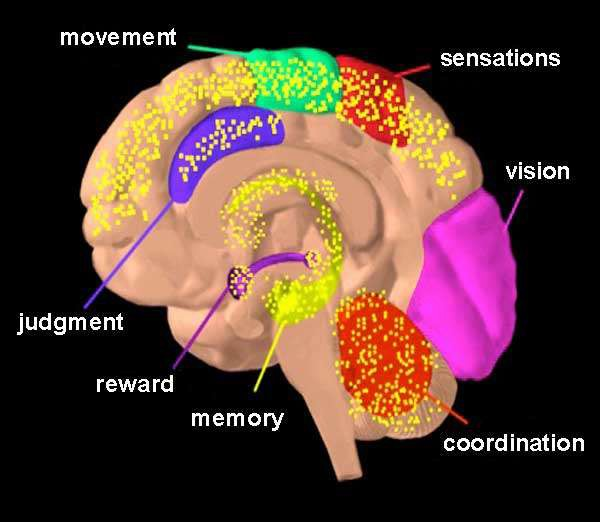 movement
sensations
vision
judgment
reward
memory
coordination